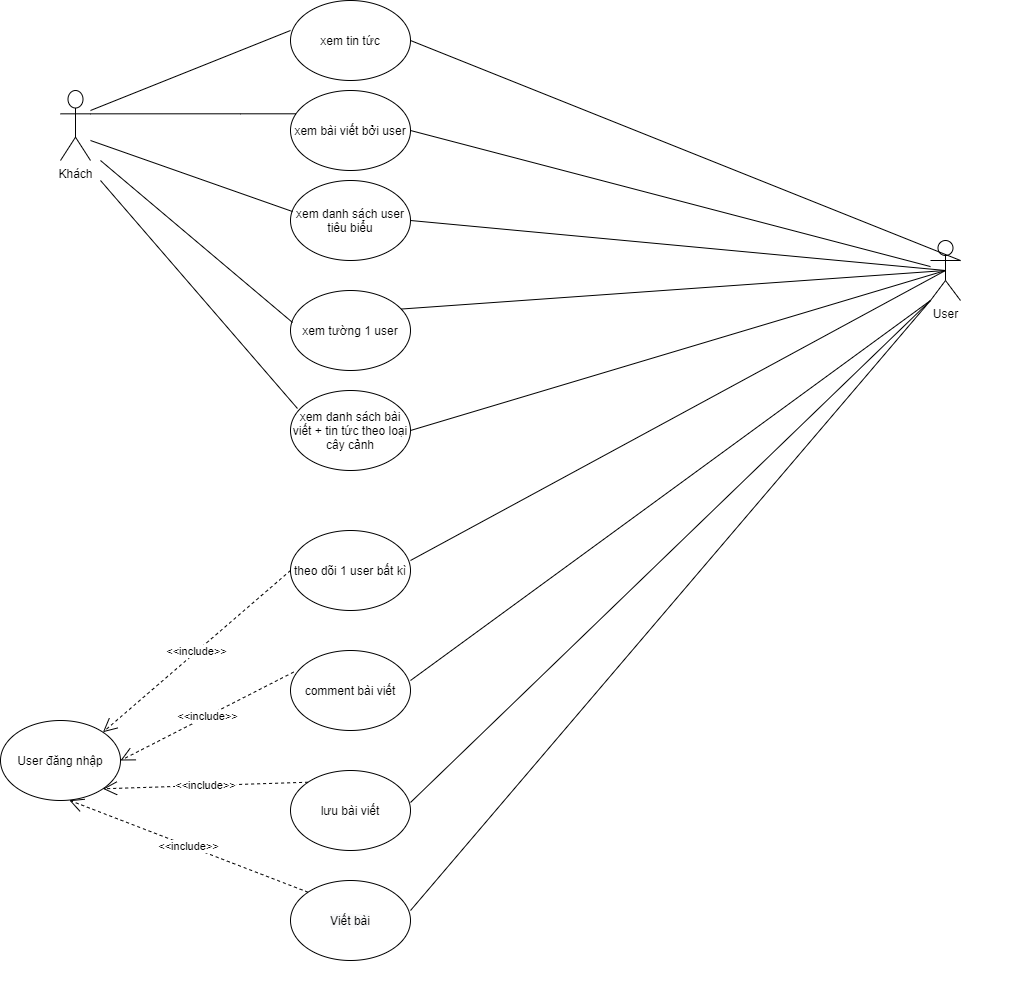 xem tin tức
xem bài viết bởi user
Khách
xem danh sách user
tiêu biểu
User
xem tường 1 user
xem danh sách bài
viết + tin tức theo loại
cây cảnh
theo dõi 1 user bất kì
<<include>>
comment bài viết
<<include>>
User đăng nhập
<<include>>
lưu bài viết
<<include>>
Viết bài